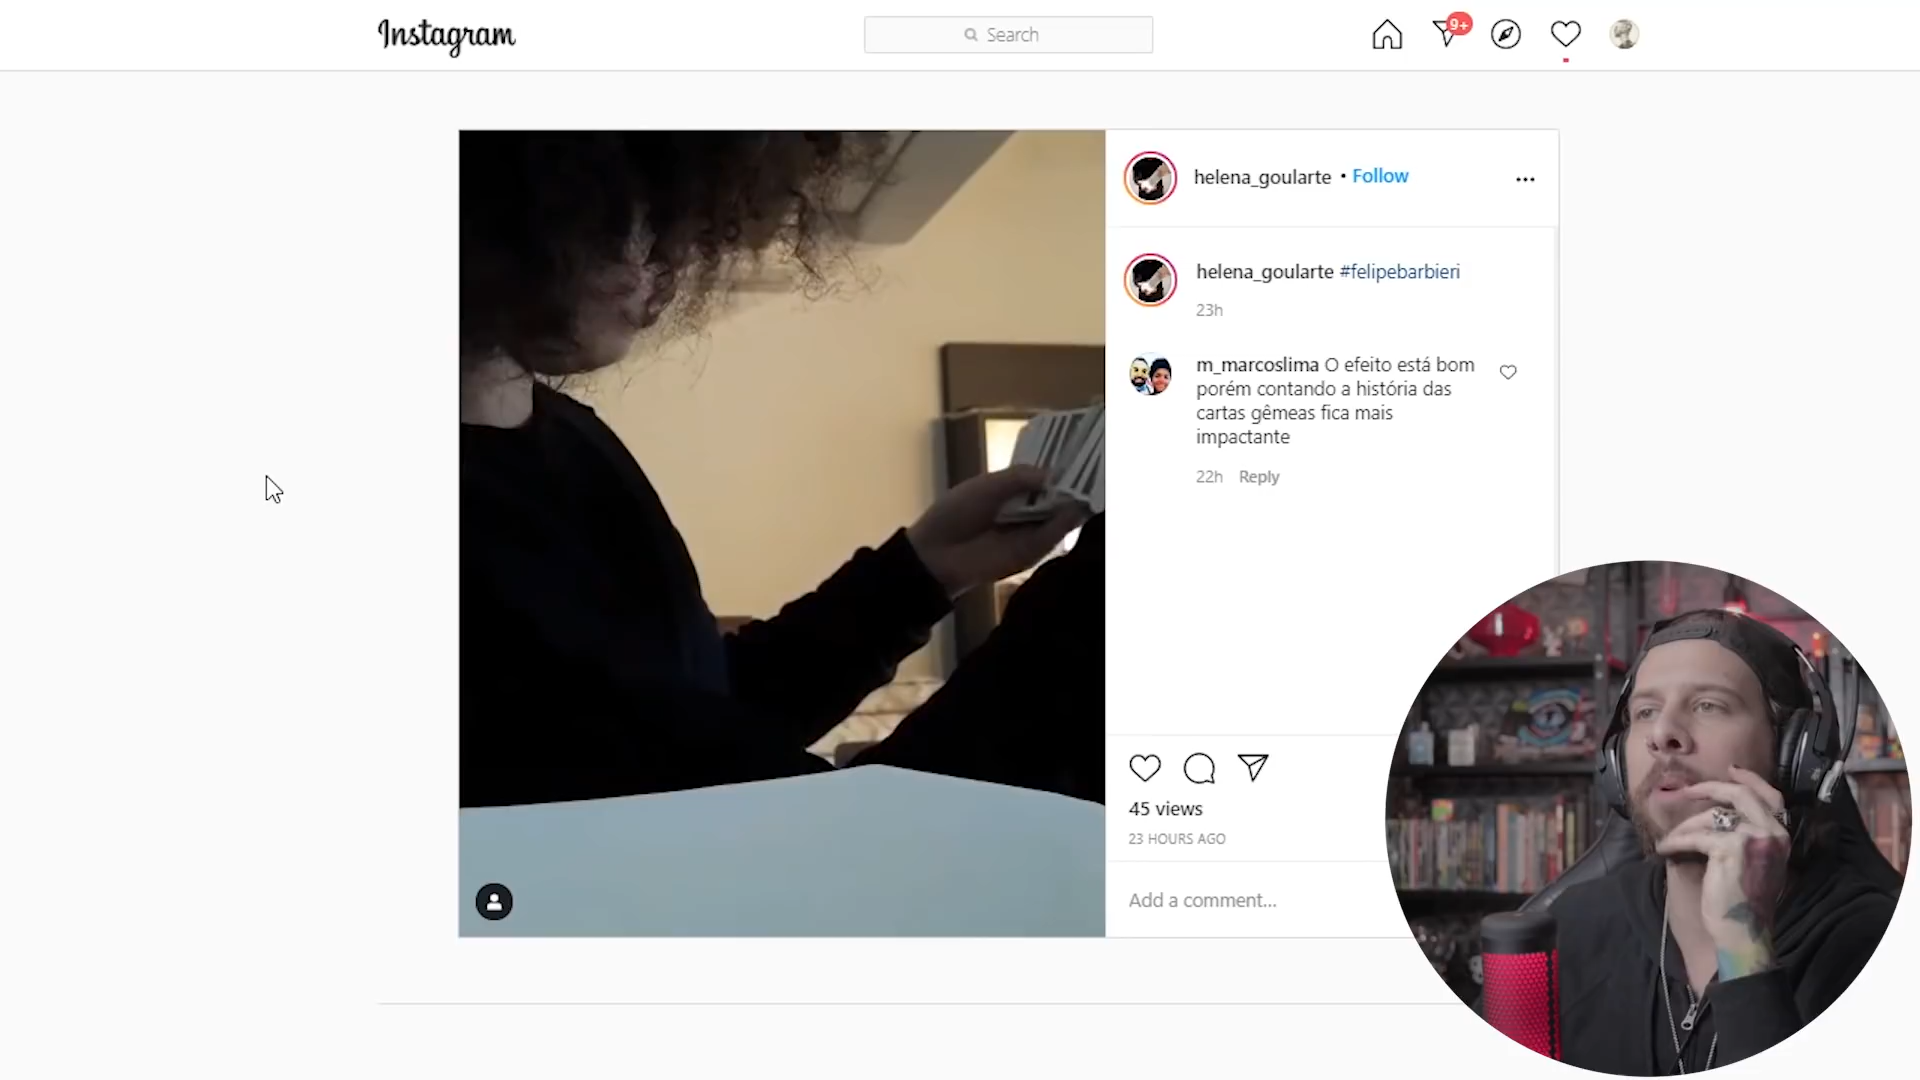 Instagram
Search
9+
helena_goularte • Follow
helena_goularte #felipebarbieri
23h
m_marcoslima O efeito está bom
porém contando a história das
cartas gêmeas fica mais
impactante
22h Reply
45 views
23 HOURS AGO
Add a comment...